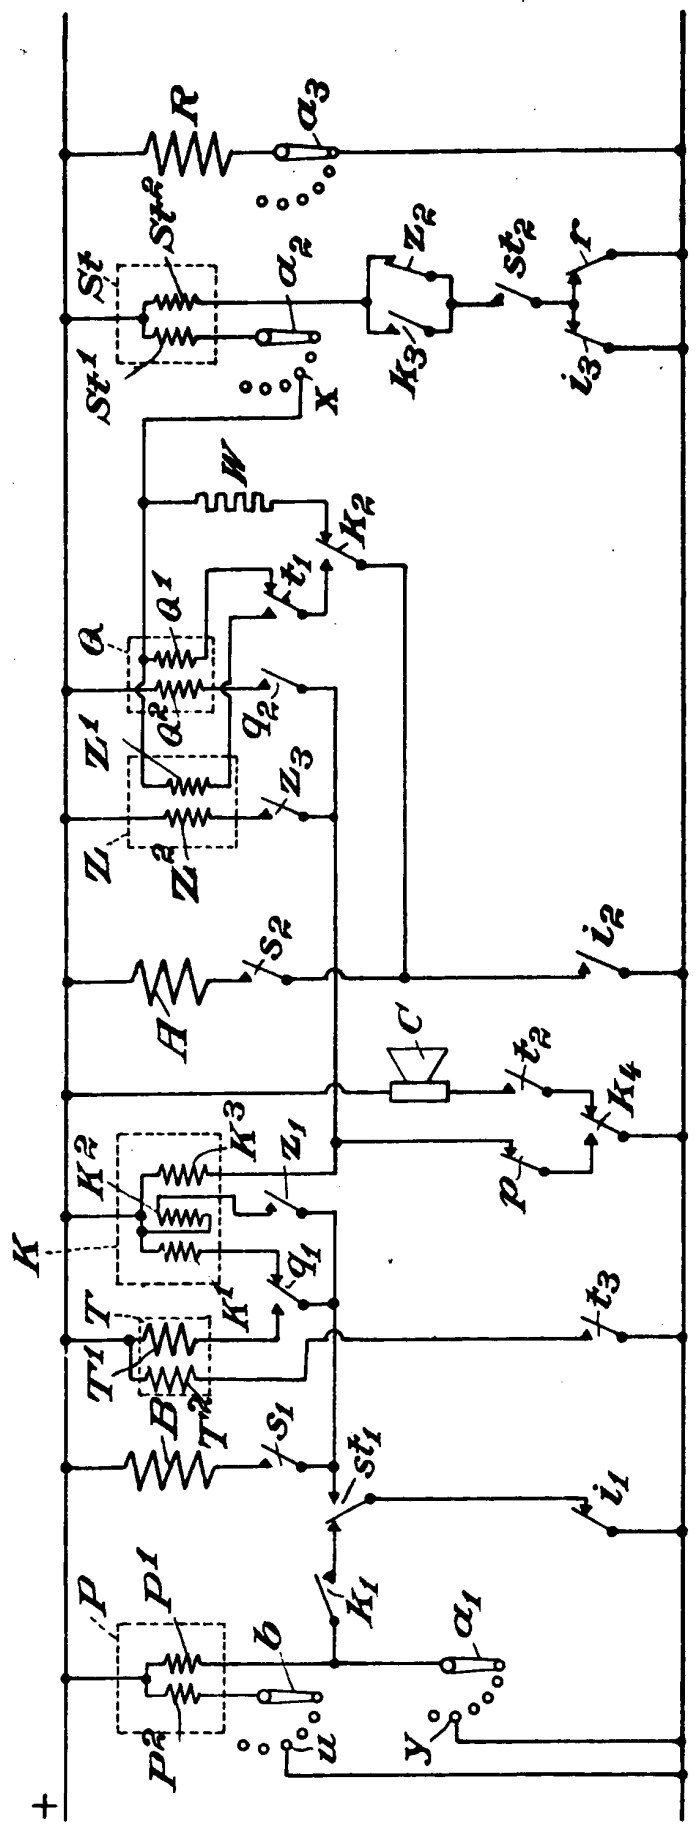 +
P
P¹
P²
b
u
y
a₁
k₁
st₁
i₁
B
s₁
T
T¹
T²
t₃
K
K¹
K²
K³
q₁
z₁
p
k₄
t₂
C
A
s₂
i₂
Z
Z¹
Z²
z₃
Q
Q¹
Q²
q₂
t₁
k₂
W
x
St
St¹
St²
a₂
k₃
z₂
st₂
i₃
r
R
a₃